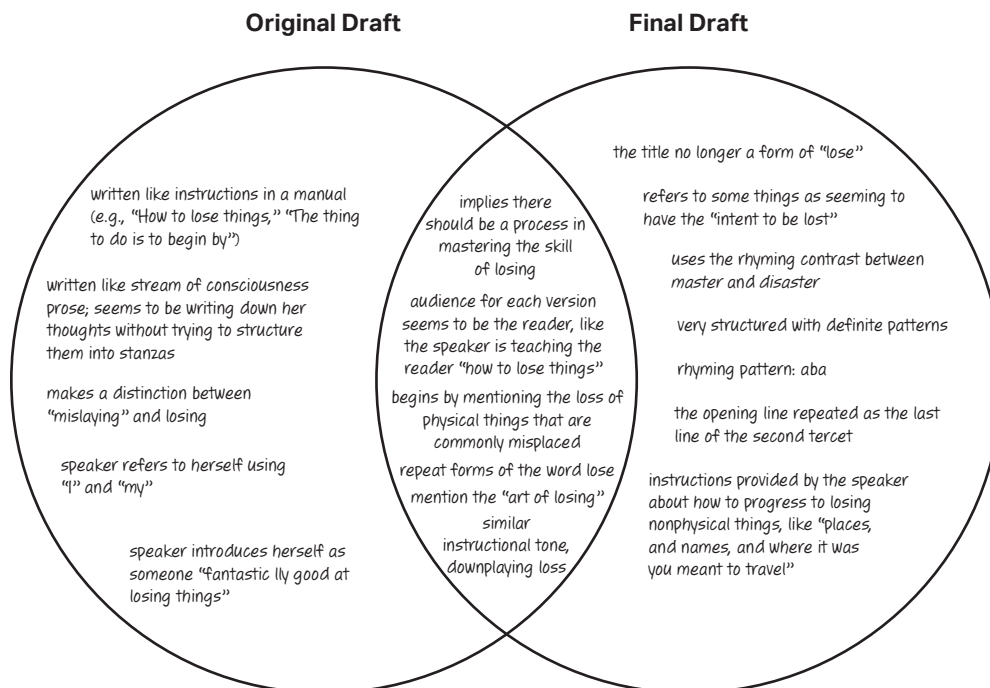 Original Draft
Final Draft
written like instructions in a manual
(e.g., “How to lose things,” “The thing
to do is to begin by”)
written like stream of consciousness
prose; seems to be writing down her
thoughts without trying to structure
them into stanzas
makes a distinction between
“mislaying” and losing
speaker refers to herself using
“I” and “my”
speaker introduces herself as
someone “fantastic lly good at
losing things”
implies there
should be a process in
mastering the skill
of losing
audience for each version
seems to be the reader, like
the speaker is teaching the
reader “how to lose things”
begins by mentioning the loss of
physical things that are
commonly misplaced
repeat forms of the word lose
mention the “art of losing”
similar
instructional tone,
downplaying loss
the title no longer a form of “lose”
refers to some things as seeming to
have the “intent to be lost”
uses the rhyming contrast between
master and disaster
very structured with definite patterns
rhyming pattern: aba
the opening line repeated as the last
line of the second tercet
instructions provided by the speaker
about how to progress to losing
nonphysical things, like “places,
and names, and where it was
you meant to travel”